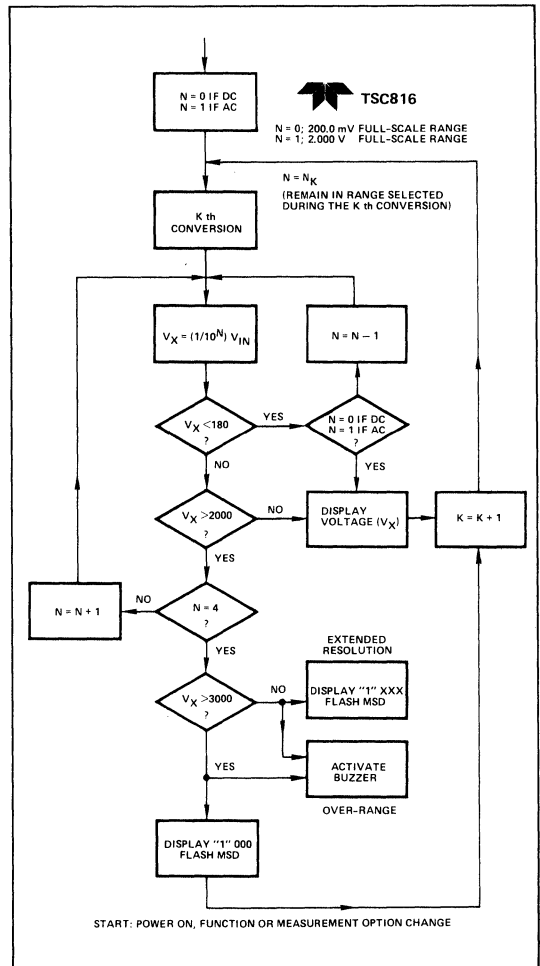 N = 0 IF DC
N = 1 IF AC
TSC816
N = 0; 200.0 mV FULL-SCALE RANGE
N = 1; 2.000 V FULL-SCALE RANGE
N = NK
(REMAIN IN RANGE SELECTED
DURING THE K th CONVERSION)
K th
CONVERSION
VX = (1/10N) VIN
N = N − 1
VX <180
?
YES
N = 0 IF DC
N = 1 IF AC
?
NO
YES
VX >2000
?
NO
DISPLAY
VOLTAGE (VX)
K = K + 1
YES
N = N + 1
NO
N = 4
?
YES
EXTENDED
RESOLUTION
VX >3000
?
NO
DISPLAY "1" XXX
FLASH MSD
YES
ACTIVATE
BUZZER
OVER-RANGE
DISPLAY "1" 000
FLASH MSD
START: POWER ON, FUNCTION OR MEASUREMENT OPTION CHANGE